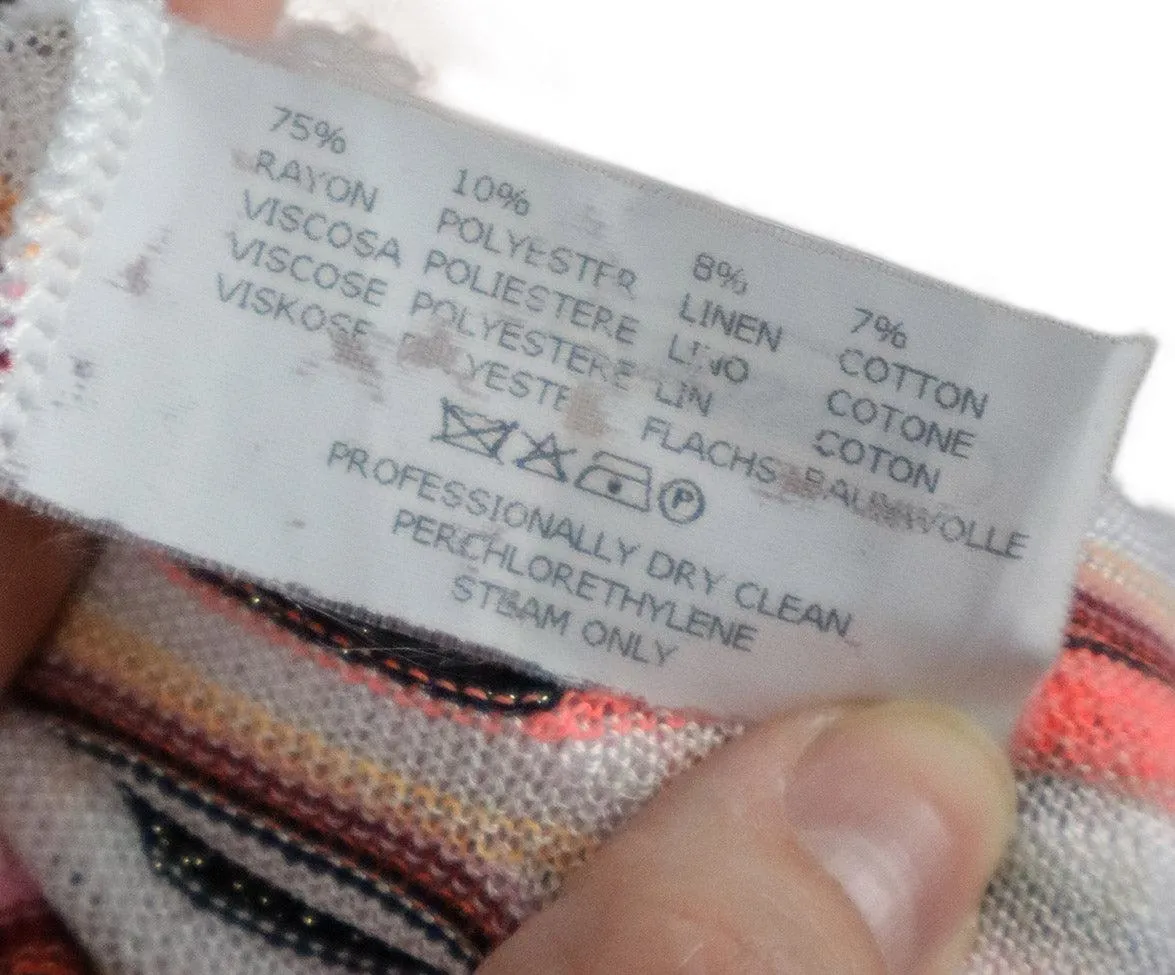 75% 10% 8% 7%
RAYON POLYESTER LINEN COTTON
VISCOSA POLIESTERE LINO COTONE
VISCOSE POLYESTERE LIN COTON
VISKOSE FLACHS BAUMWOLLE
P
PROFESSIONALLY DRY CLEAN
PERCHLORETHYLENE
STEAM ONLY